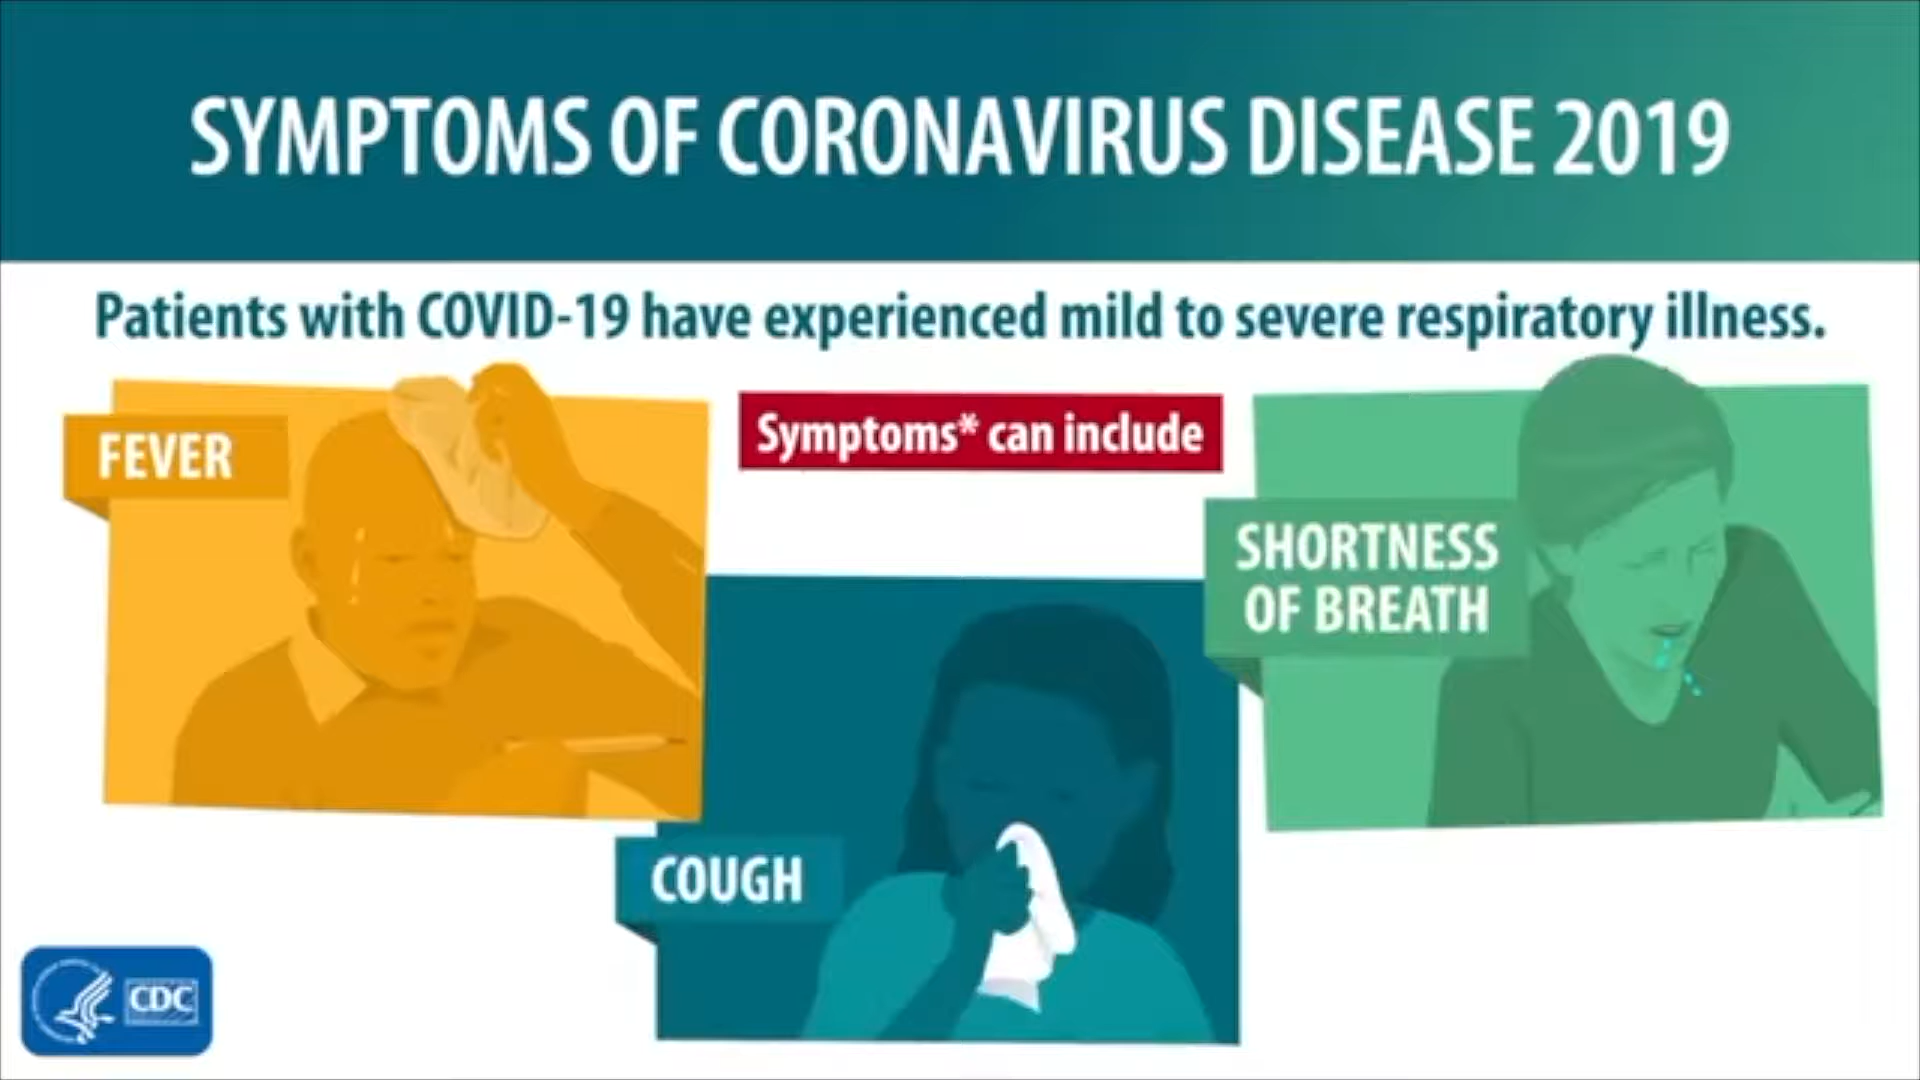 SYMPTOMS OF CORONAVIRUS DISEASE 2019
Patients with COVID-19 have experienced mild to severe respiratory illness.
Symptoms* can include
FEVER
SHORTNESS
OF BREATH
COUGH
CDC